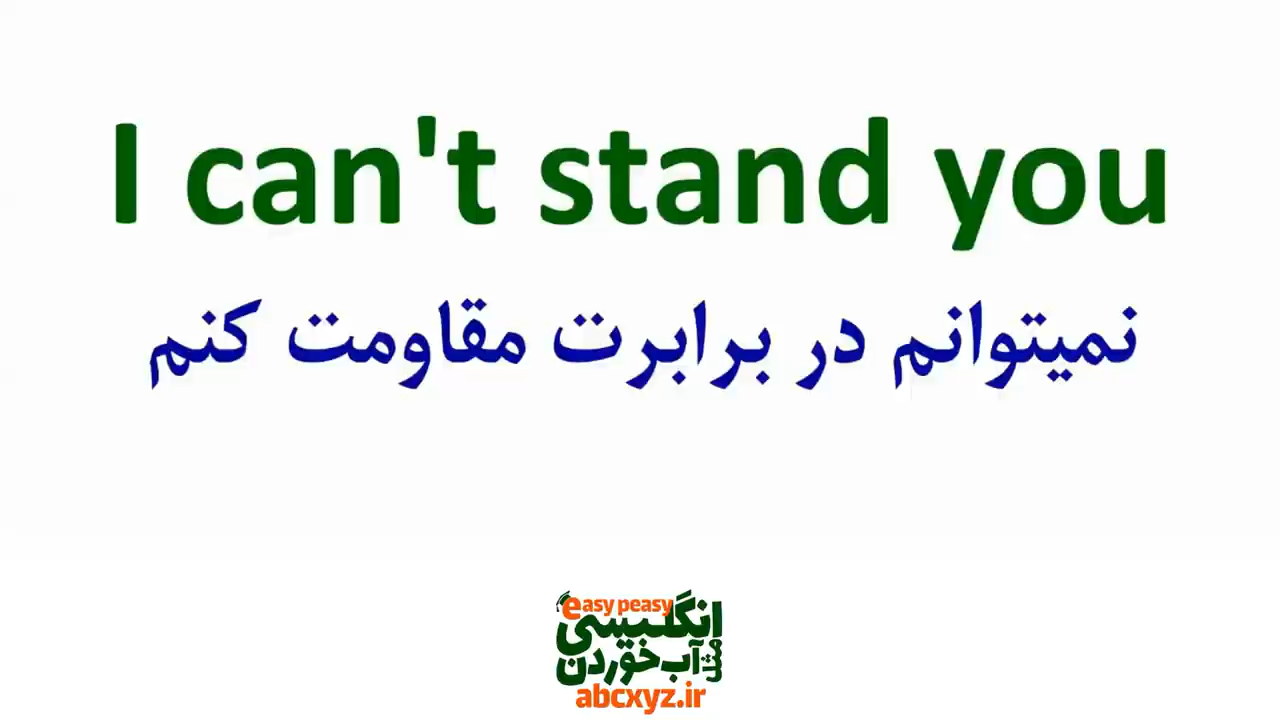 I can't stand you
نمیتوانم در برابرت مقاومت کنم
easy peasy
انگلیسی
مثل آب خوردن
abcxyz.ir